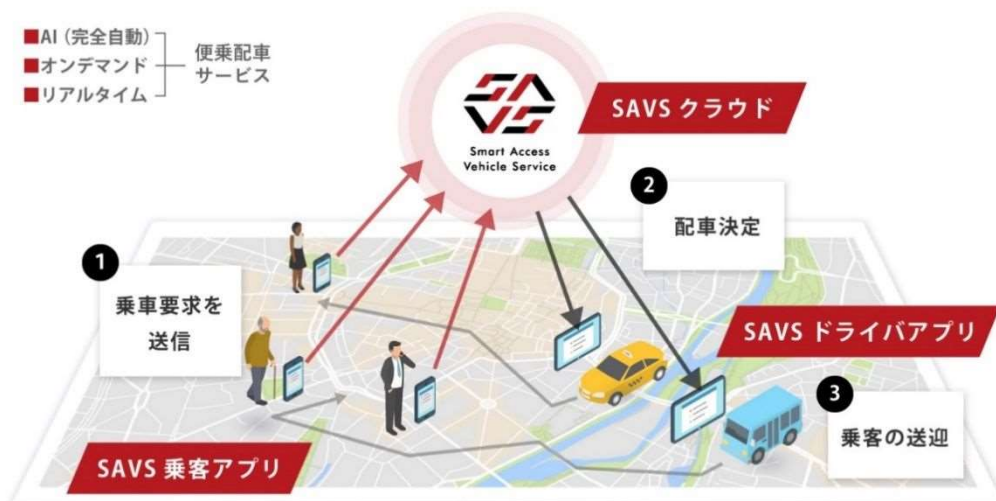 ■AI（完全自動）
■オンデマンド
■リアルタイム
便乗配車
サービス
SAVS
Smart Access
Vehicle Service
SAVS クラウド
1
乗車要求を
送信
2
配車決定
SAVS ドライバアプリ
3
乗客の送迎
SAVS 乗客アプリ